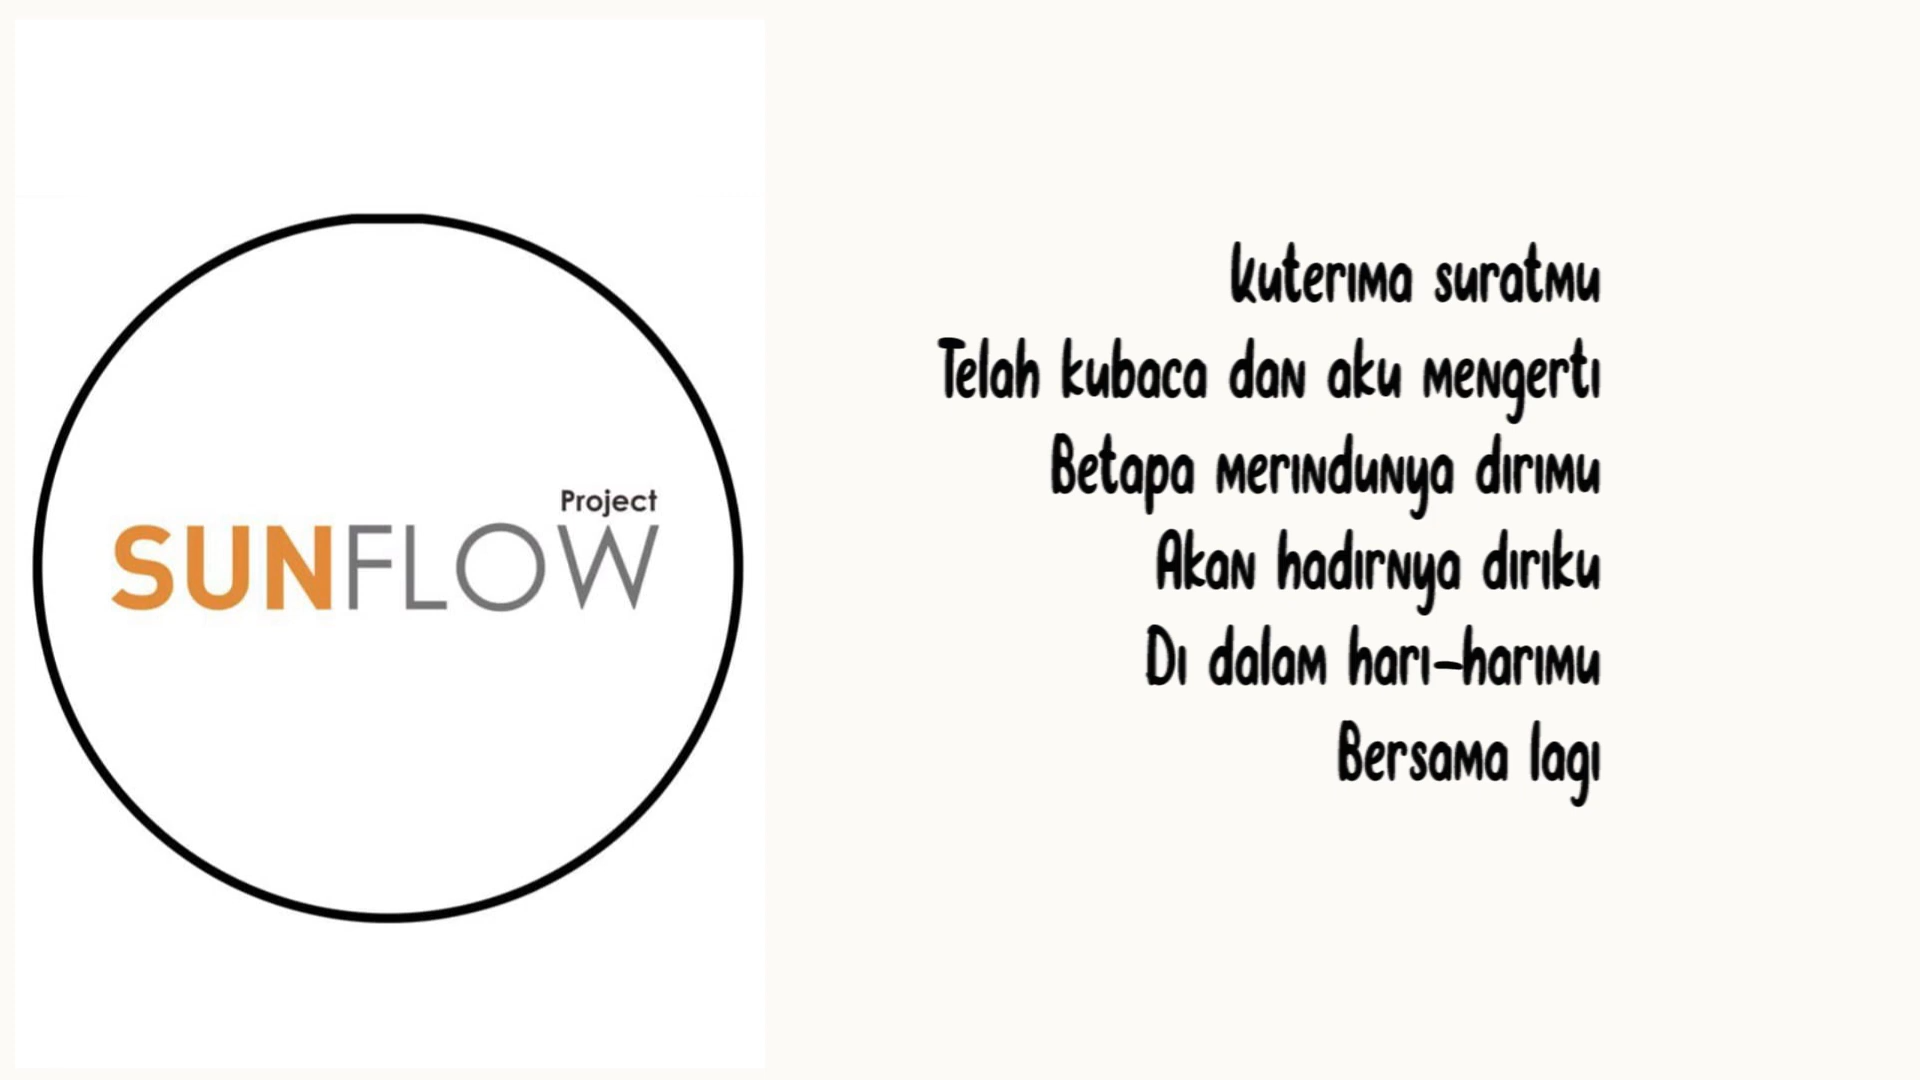 Project
SUNFLOW
kuterima suratmu
Telah kubaca dan aku mengerti
Betapa merindunya dirimu
Akan hadirnya diriku
Di dalam hari-harimu
Bersama lagi